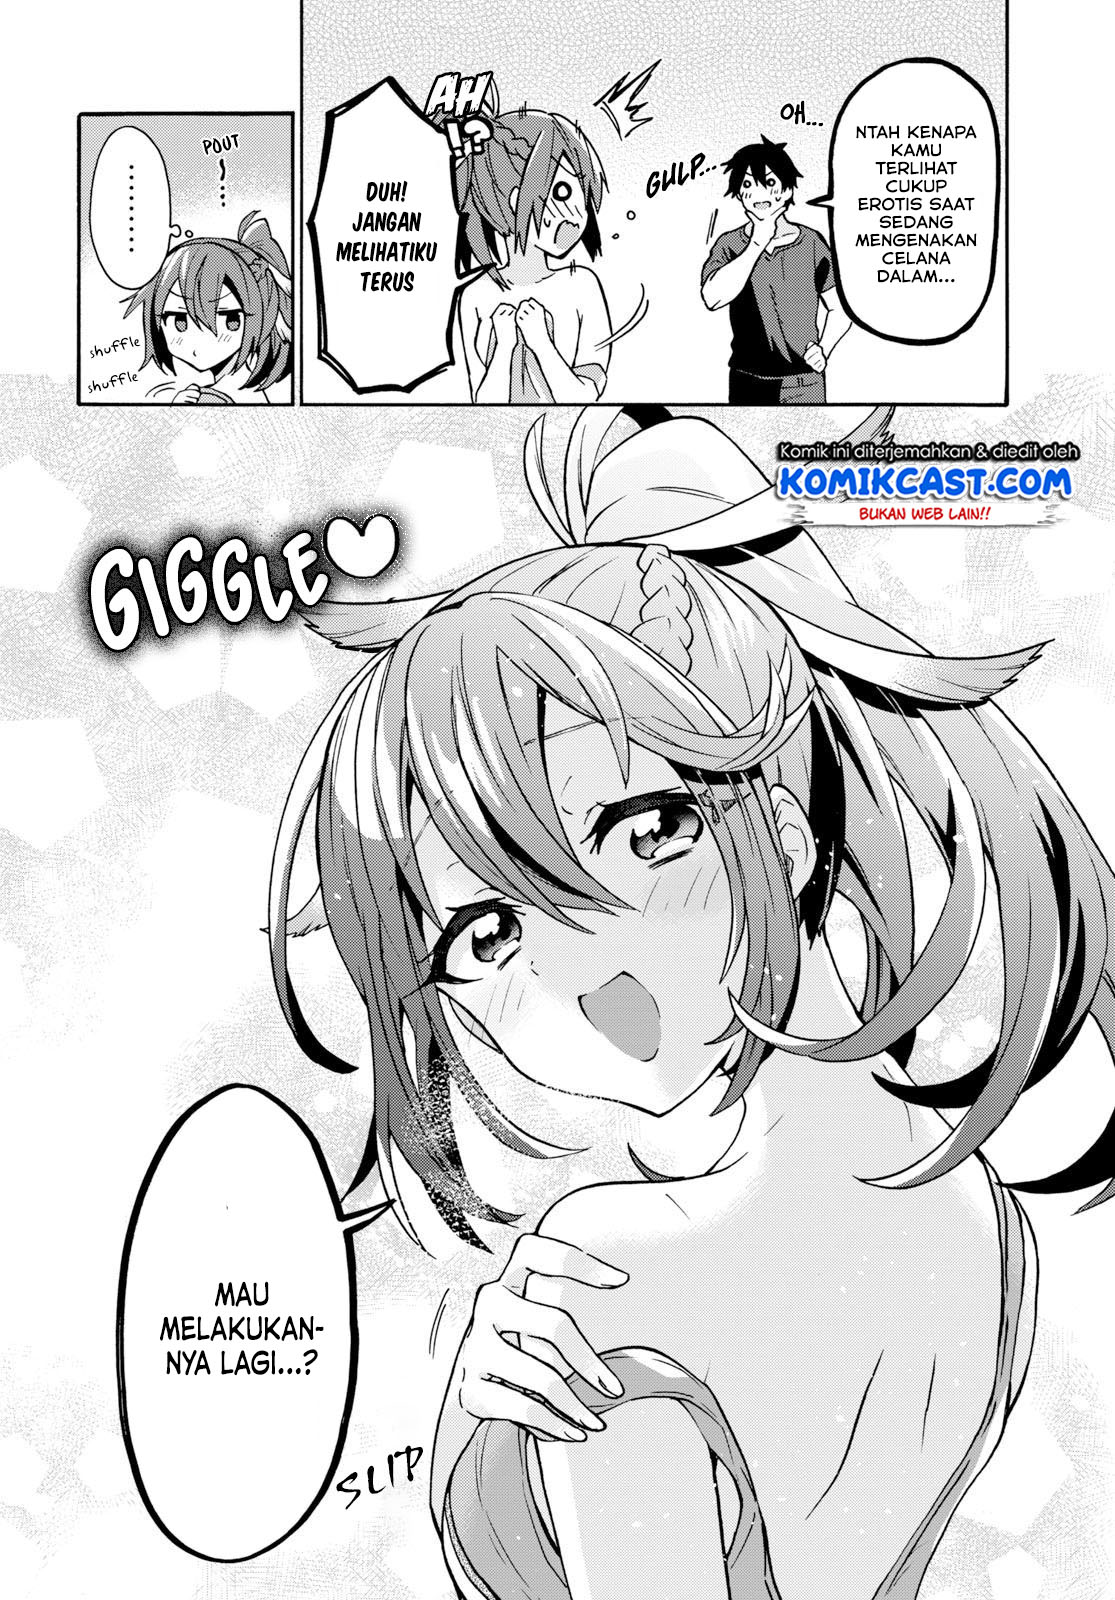 OH...
NTAH KENAPA
KAMU
TERLIHAT
CUKUP
EROTIS SAAT
SEDANG
MENGENAKAN
CELANA
DALAM...
GULP...
AH
!?
DUH!
JANGAN
MELIHATIKU
TERUS
POUT
.........
shuffle
shuffle
Komik ini diterjemahkan & diedit oleh
KOMIKCAST.COM
BUKAN WEB LAIN!!
GIGGLE
MAU
MELAKUKAN-
NYA LAGI...?
SLIP